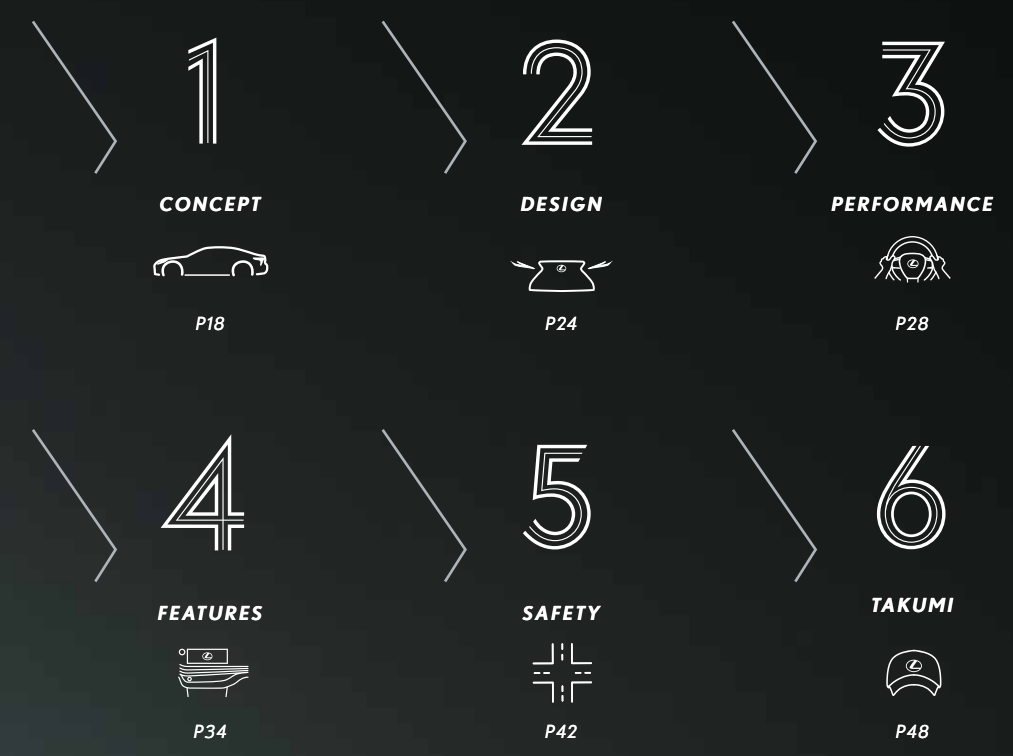 1
2
3
CONCEPT
DESIGN
PERFORMANCE
P18
P24
P28
4
5
6
FEATURES
SAFETY
TAKUMI
P34
P42
P48